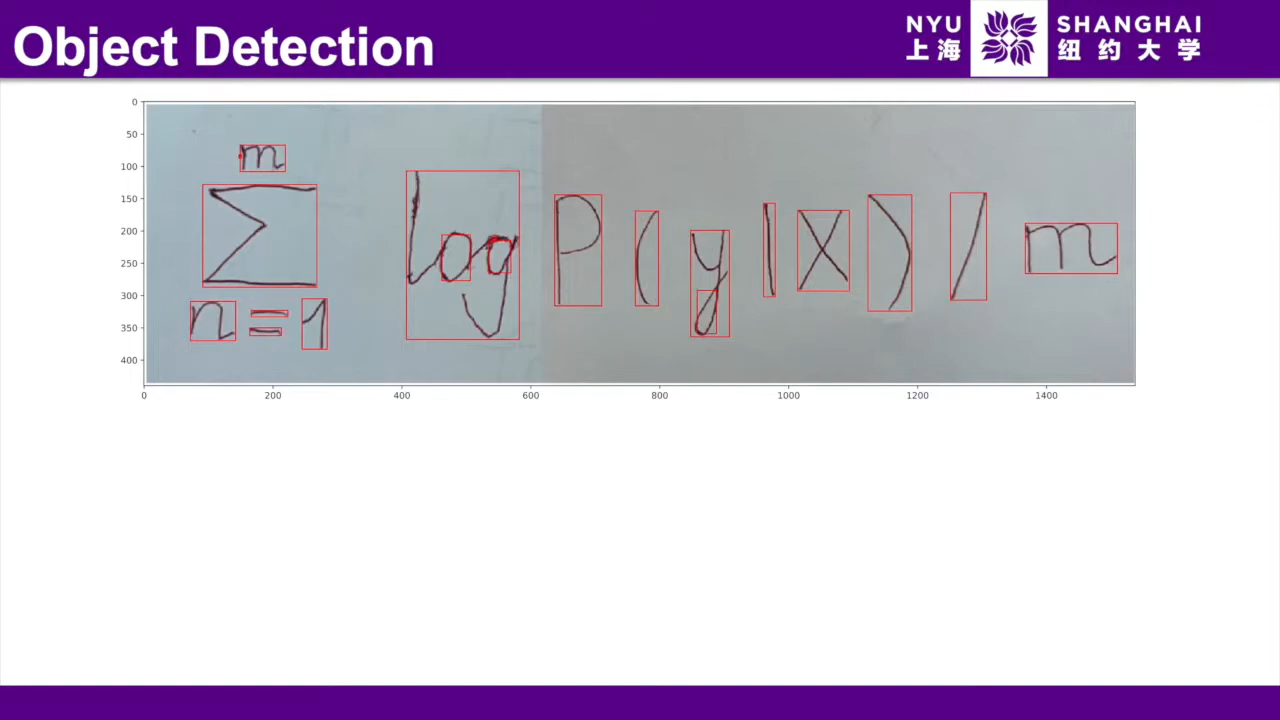 Object Detection
NYU SHANGHAI
上海 纽约大学
0
50
100
150
200
250
300
350
400
m
∑ log P(y|X) / m
n=1
0 200 400 600 800 1000 1200 1400